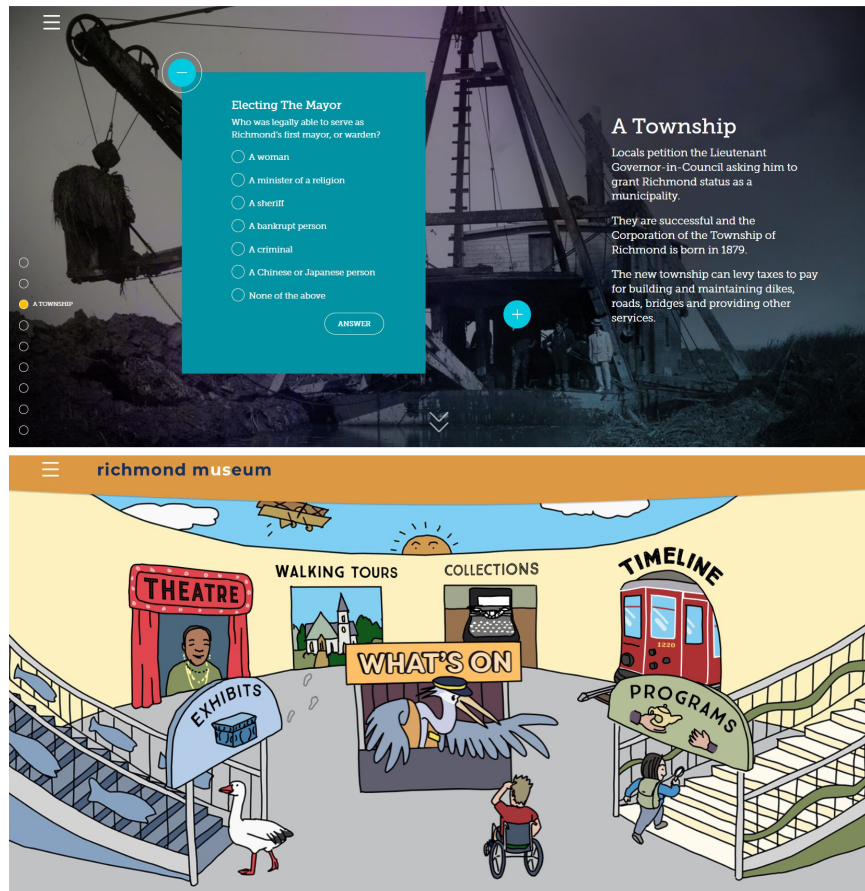 Electing The Mayor
Who was legally able to serve as
Richmond's first mayor, or warden?
A woman
A minister of a religion
A sheriff
A bankrupt person
A criminal
A Chinese or Japanese person
None of the above
ANSWER
A Township
Locals petition the Lieutenant
Governor-in-Council asking him to
grant Richmond status as a
municipality.
They are successful and the
Corporation of the Township of
Richmond is born in 1879.
The new township can levy taxes to pay
for building and maintaining dikes,
roads, bridges and providing other
services.
A TOWNSHIP
richmond museum
THEATRE
WALKING TOURS
COLLECTIONS
TIMELINE
1220
WHAT'S ON
EXHIBITS
PROGRAMS